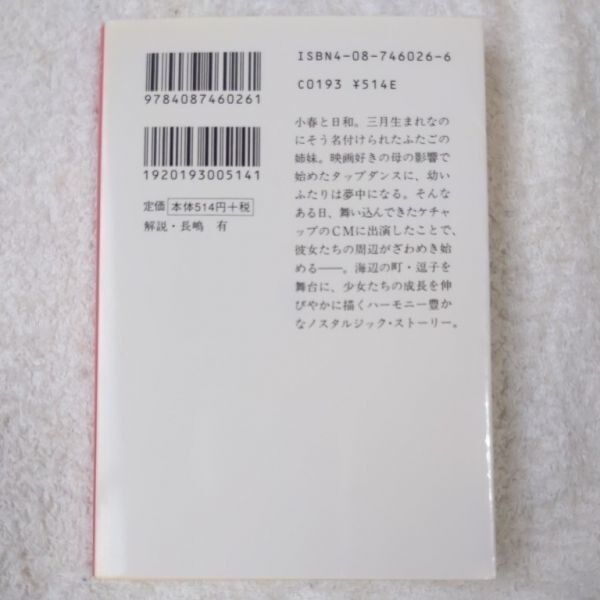 ISBN4-08-746026-6
C0193 ¥514E
9784087460261
1920193005141
定価 本体514円+税
解説・長嶋 有
小春と日和。三月生まれなの
にそう名付けられたふたごの
姉妹。映画好きの母の影響で
始めたタップダンスに、幼い
ふたりは夢中になる。そんな
ある日、舞い込んできたケチャ
ップのCMに出演したことで、
彼女たちの周辺がざわめき始
める――。海辺の町・逗子を
舞台に、少女たちの成長を伸
びやかに描くハーモニー豊か
なノスタルジック・ストーリー。